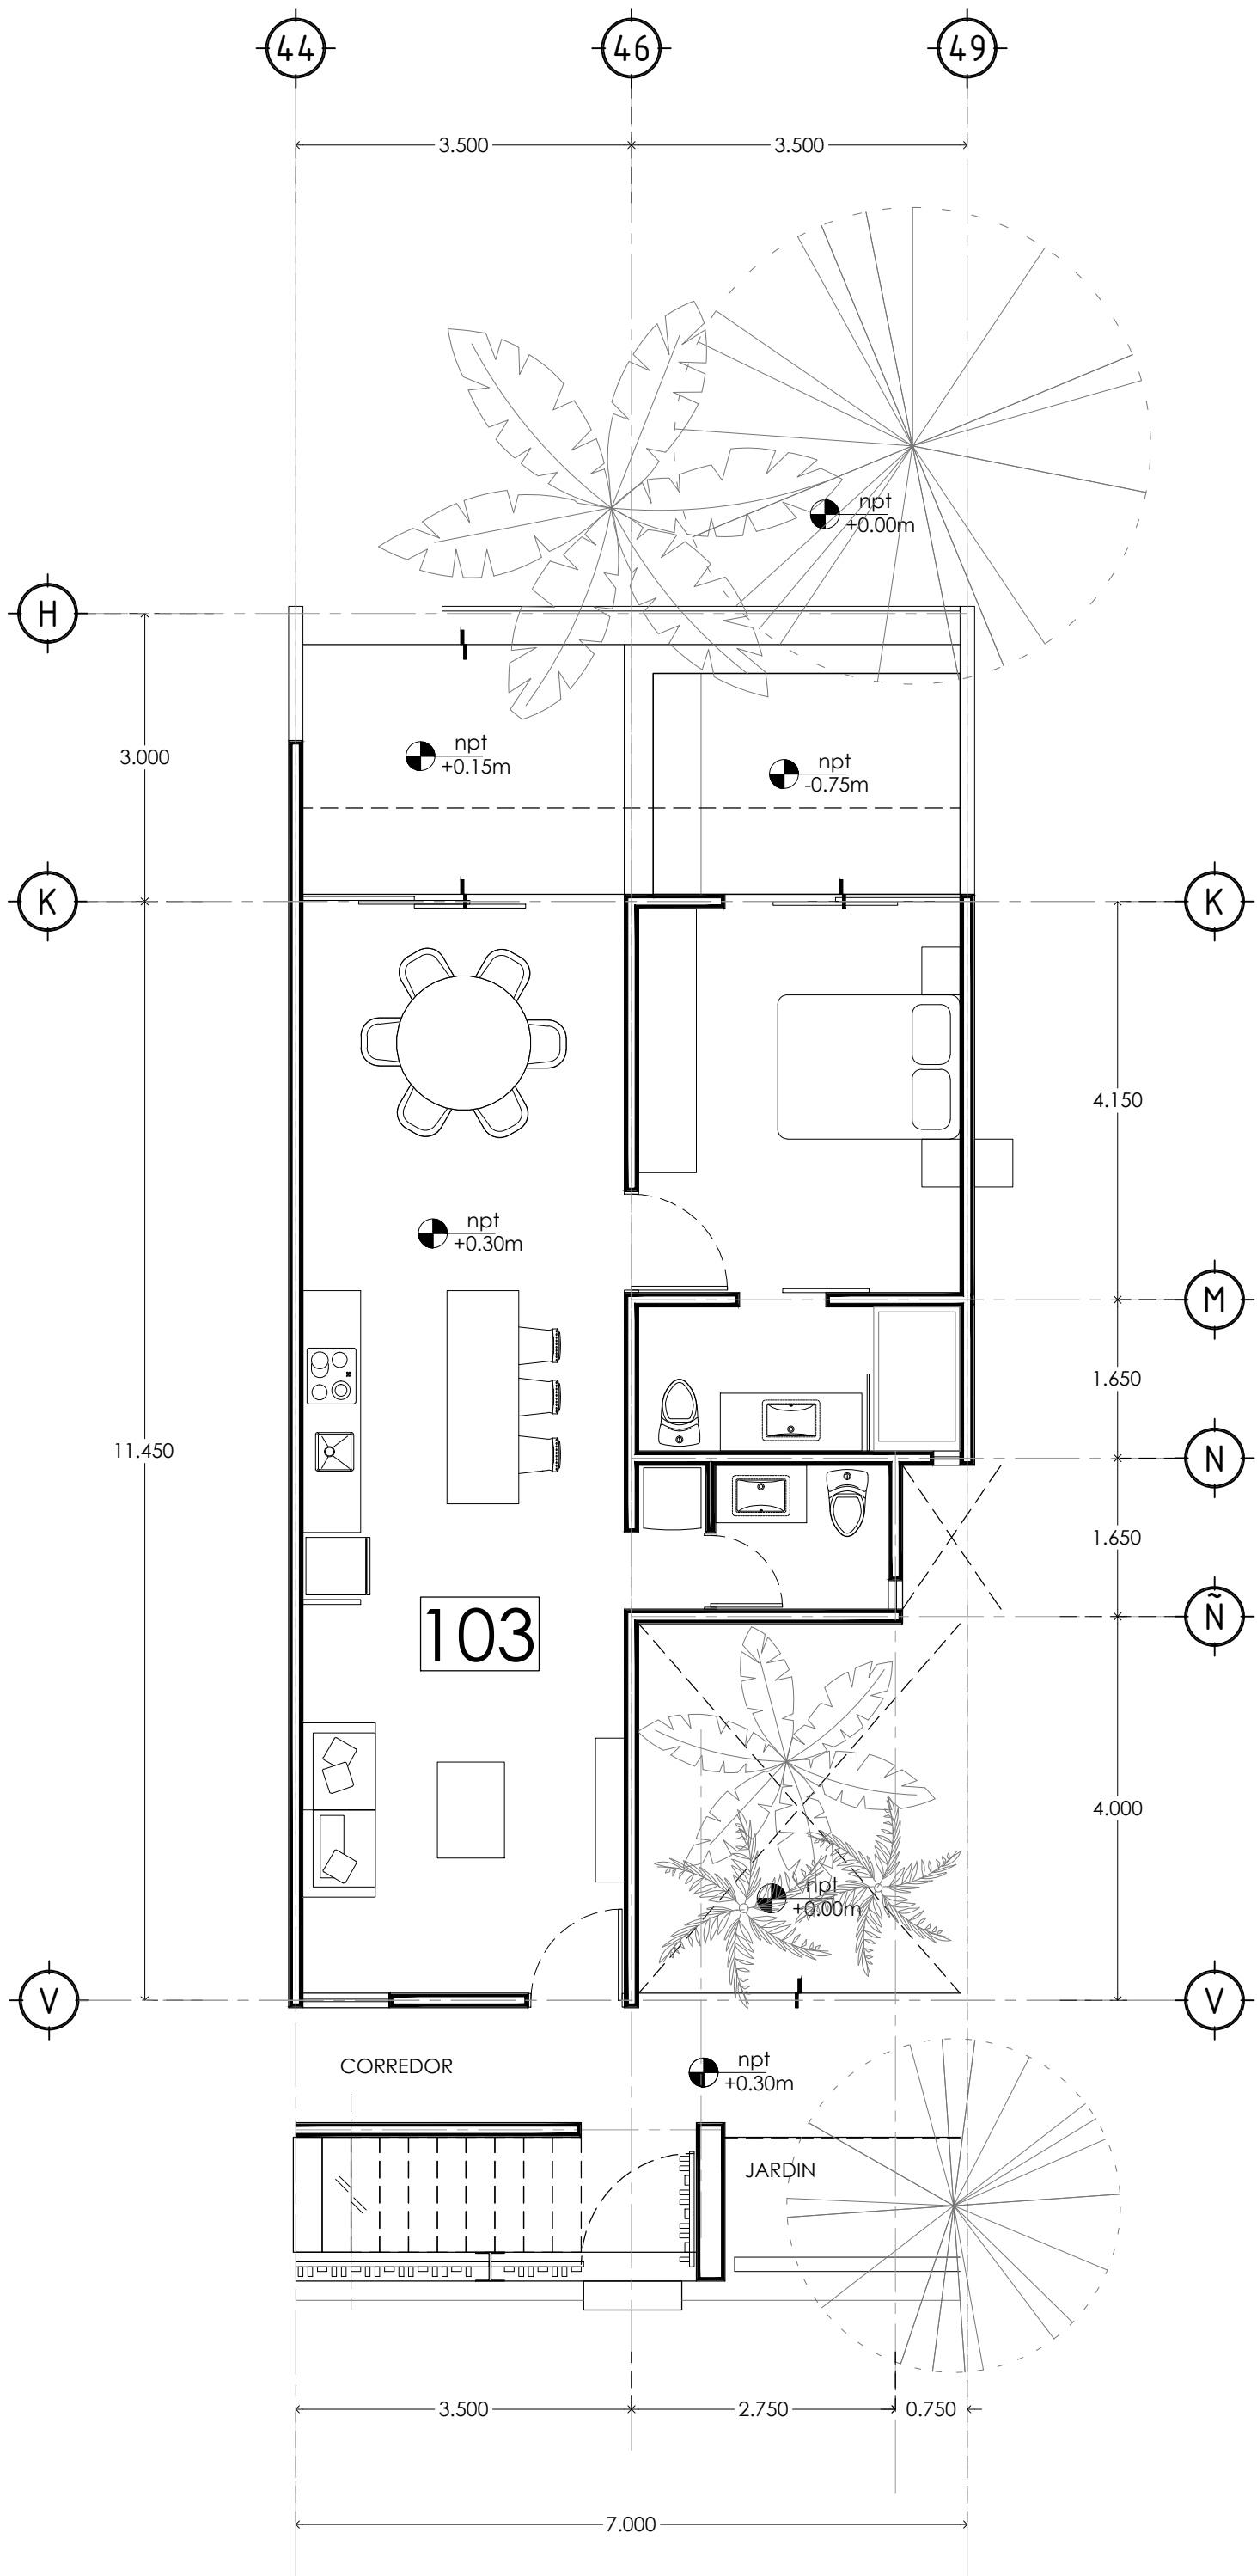 44
46
49
3.500
3.500
npt
+0.00m
H
npt
+0.15m
npt
-0.75m
3.000
K
K
4.150
npt
+0.30m
M
1.650
11.450
N
1.650
Ñ
103
4.000
npt
+0.00m
V
V
CORREDOR
npt
+0.30m
JARDIN
3.500
2.750
0.750
7.000